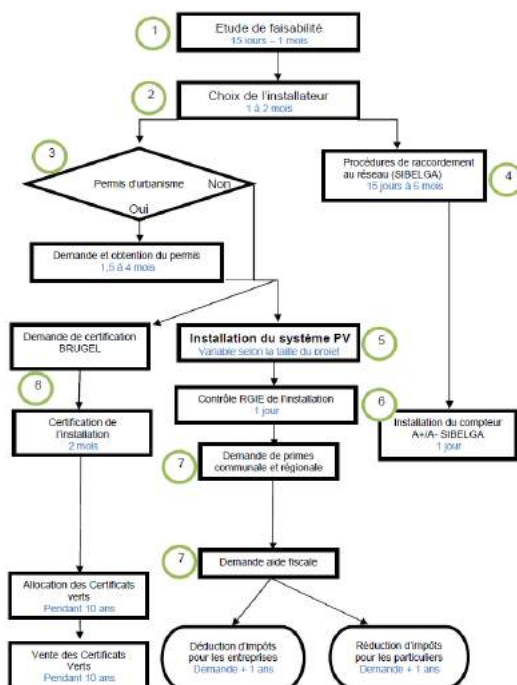 1
Etude de faisabilité
15 jours – 1 mois
2
Choix de l'installateur
1 à 2 mois
3
Permis d'urbanisme
Non
Oui
Procédures de raccordement
au réseau (SIBELGA)
15 jours à 6 mois
4
Demande et obtention du permis
1,5 à 4 mois
Demande de certification
BRUGEL
Installation du système PV
Variable selon la taille du projet
5
6
Contrôle RGIE de l'installation
1 jour
6
Certification de
l'installation
2 mois
Installation du compteur
A+/A- SIBELGA
1 jour
7
Demande de primes
communale et régionale
7
Demande aide fiscale
Allocation des Certificats
verts
Pendant 10 ans
Vente des Certificats
Verts
Pendant 10 ans
Déduction d'impôts
pour les entreprises
Demande + 1 ans
Réduction d'impôts
pour les particuliers
Demande + 1 ans